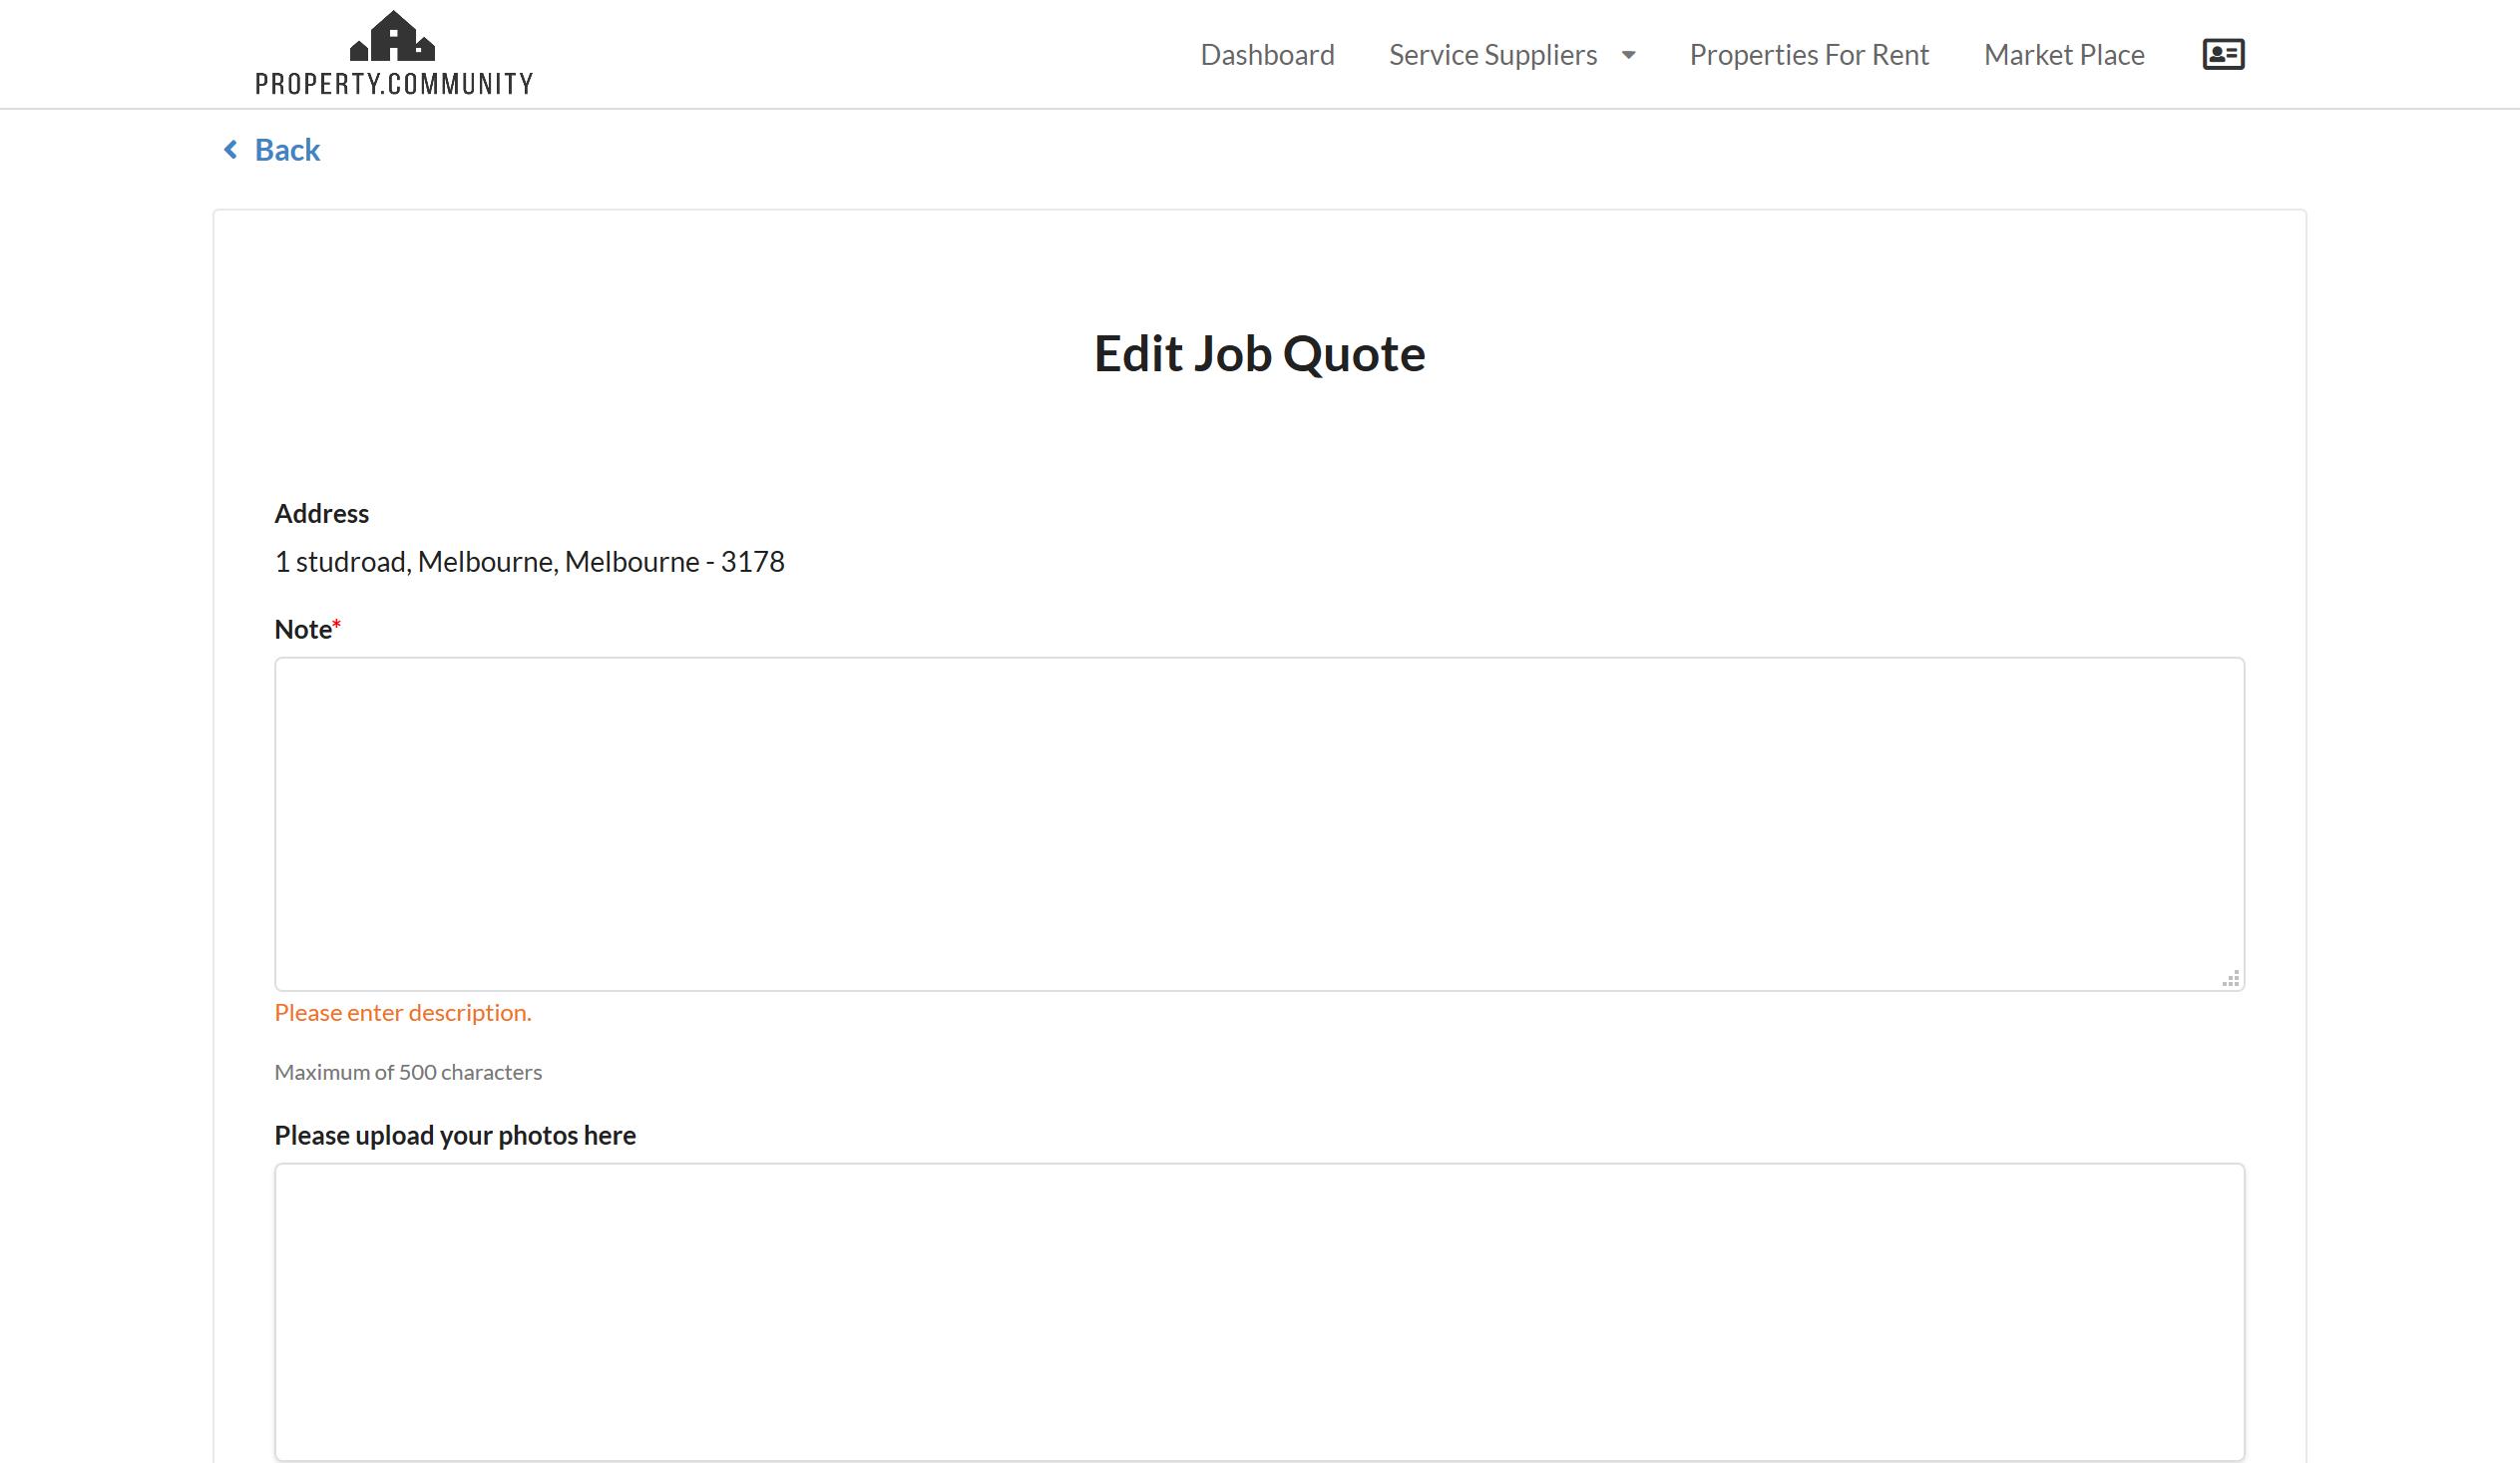 PROPERTY.COMMUNITY
Dashboard
Service Suppliers
Properties For Rent
Market Place
Back
Edit Job Quote
Address
1 studroad, Melbourne, Melbourne - 3178
Note*
Please enter description.
Maximum of 500 characters
Please upload your photos here